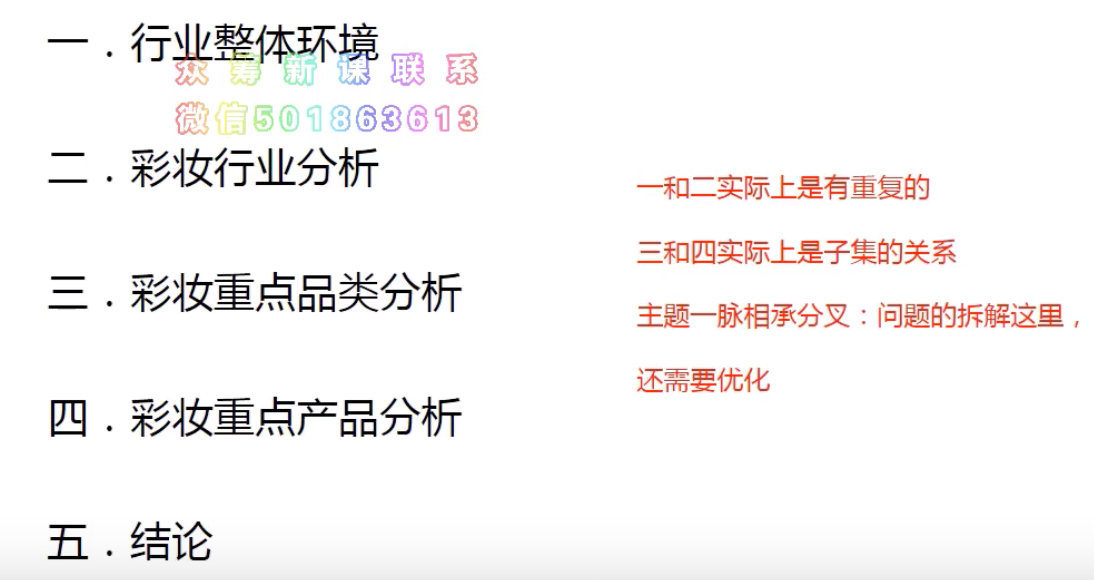 一．行业整体环境
众筹新课联系
微信501863613
二．彩妆行业分析
一和二实际上是有重复的
三和四实际上是子集的关系
三．彩妆重点品类分析
主题一脉相承分叉：问题的拆解这里，
还需要优化
四．彩妆重点产品分析
五．结论